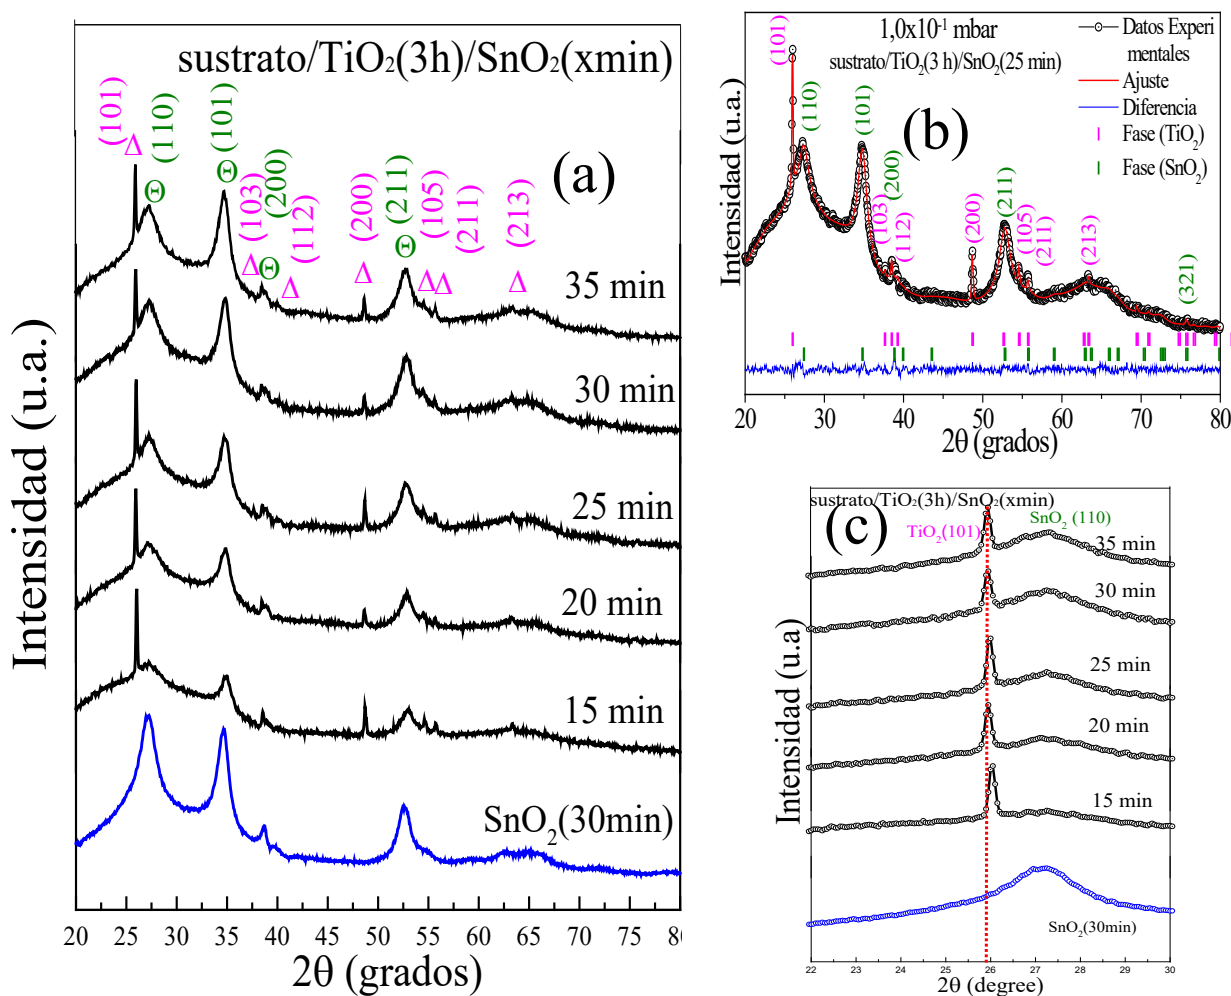 sustrato/TiO₂(3h)/SnO₂(xmin)
(a)
(101)
Δ
(110)
Θ
(101)
Θ
(103)
Δ
(200)
Θ
(112)
Δ
(200)
Δ
(211)
Θ
(105)
Δ
(211)
Δ
(213)
Δ
35 min
30 min
25 min
20 min
15 min
SnO₂(30min)
Intensidad (u.a.)
20 25 30 35 40 45 50 55 60 65 70 75 80
2θ (grados)
1,0x10⁻¹ mbar
sustrato/TiO₂(3 h)/SnO₂(25 min)
(b)
Datos Experi
mentales
Ajuste
Diferencia
Fase (TiO₂)
Fase (SnO₂)
(101)
(110)
(101)
(103)
(200)
(112)
(200)
(211)
(105)
(211)
(213)
(321)
Intensidad (u.a.)
20 30 40 50 60 70 80
2θ (grados)
sustrato/TiO₂(3h)/SnO₂(xmin)
(c)
TiO₂(101)
SnO₂ (110)
35 min
30 min
25 min
20 min
15 min
SnO₂(30min)
Intensidad (u.a)
22 23 24 25 26 27 28 29 30
2θ (degree)